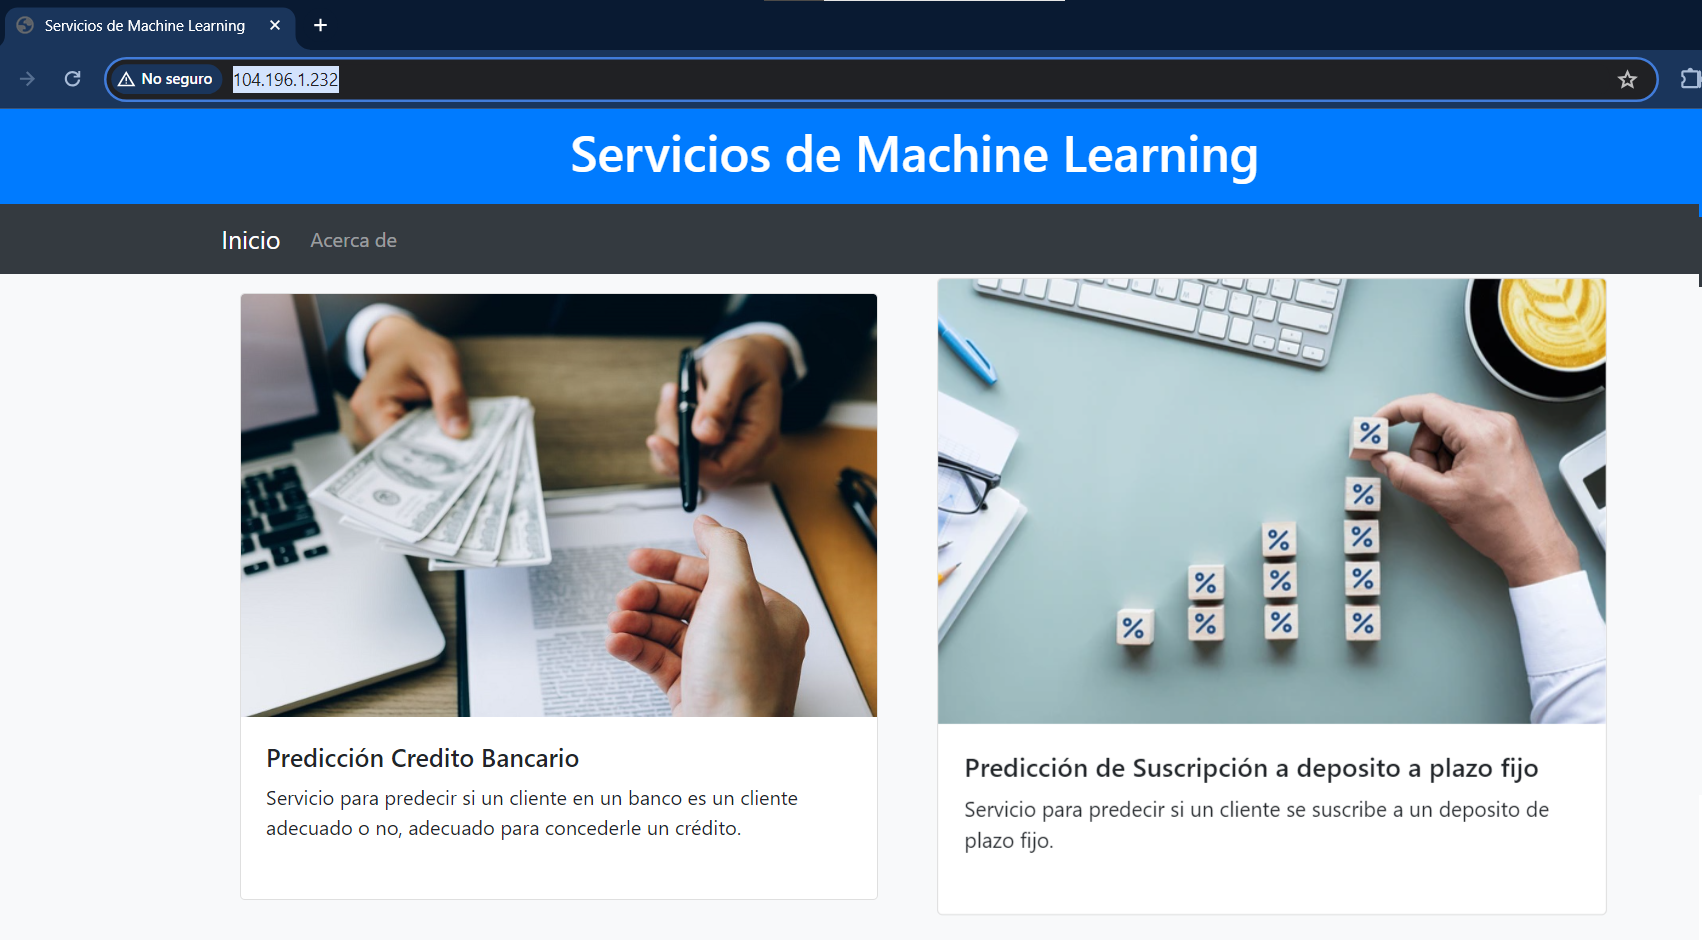 Servicios de Machine Learning
No seguro 104.196.1.232
Servicios de Machine Learning
Inicio Acerca de
%
%
% %
% % %
% % % %
Predicción Credito Bancario
Servicio para predecir si un cliente en un banco es un cliente
adecuado o no, adecuado para concederle un crédito.
Predicción de Suscripción a deposito a plazo fijo
Servicio para predecir si un cliente se suscribe a un deposito de
plazo fijo.